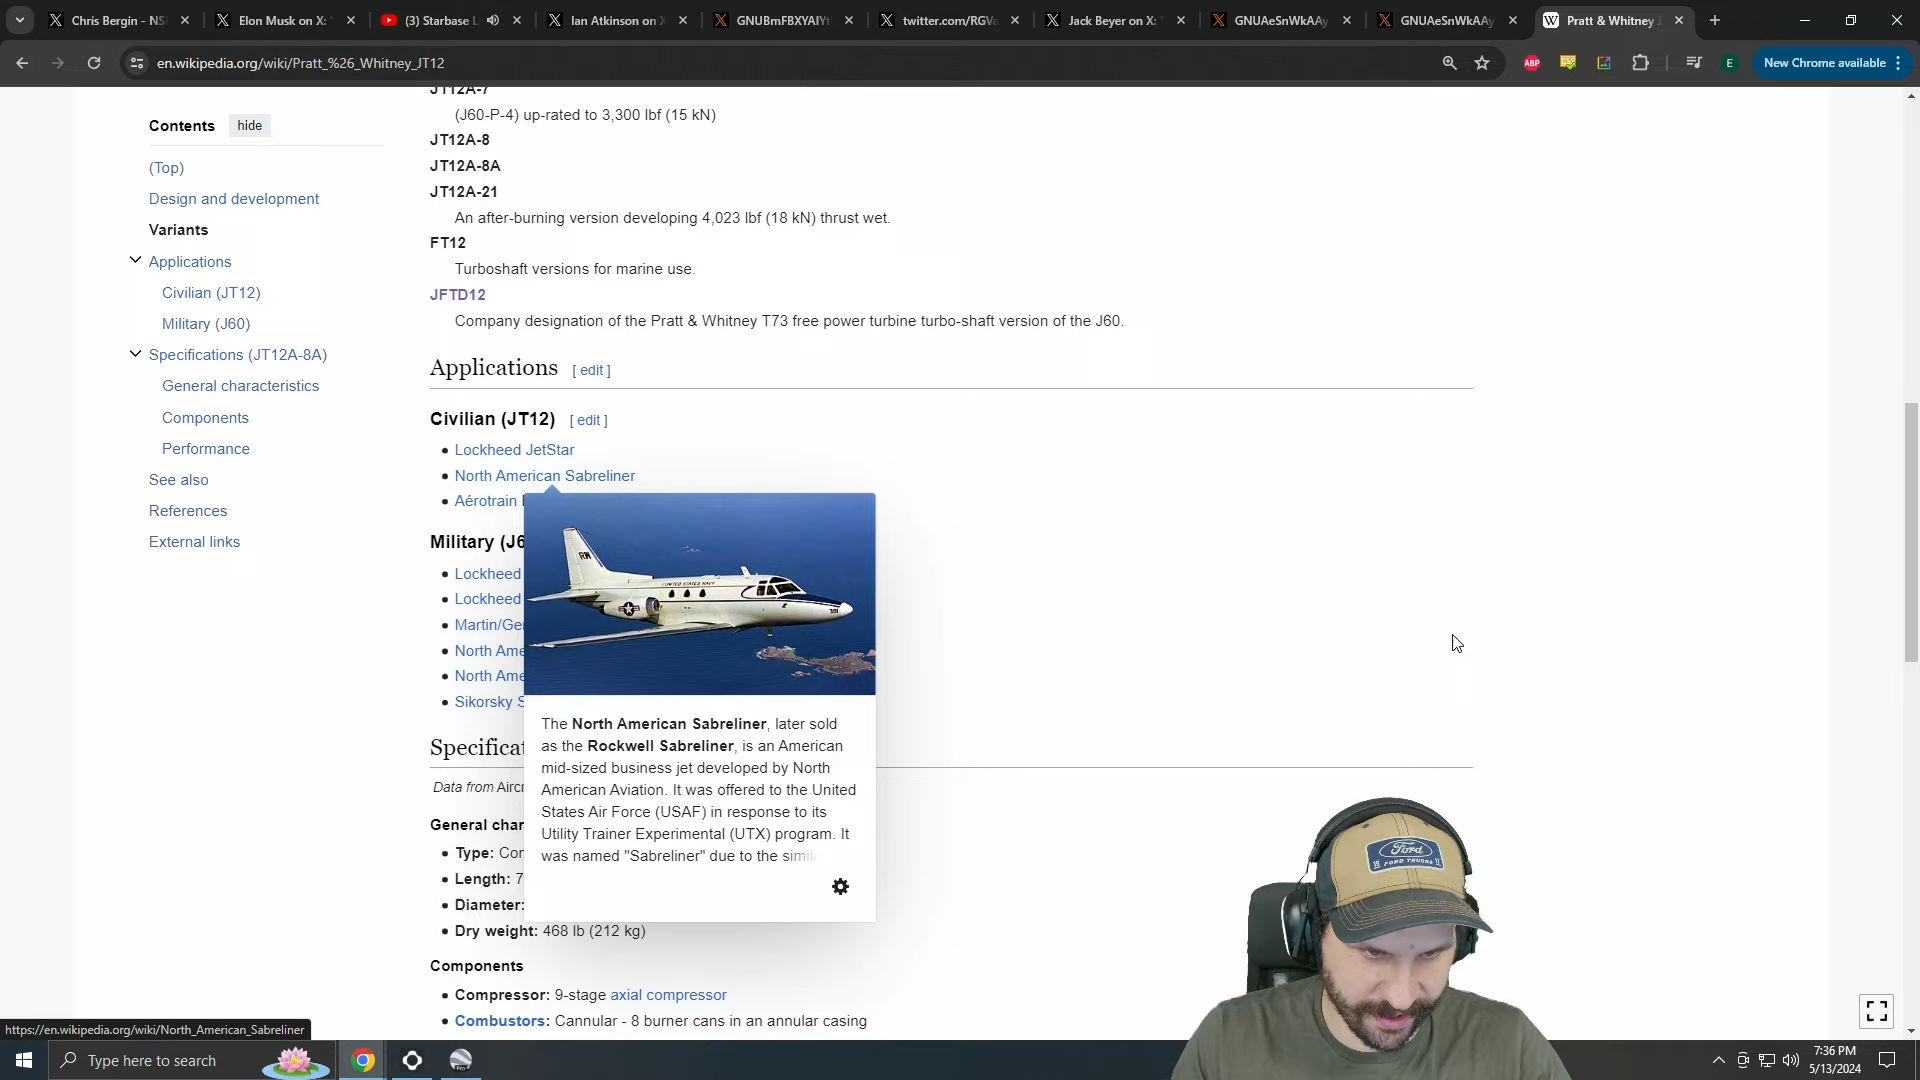 Chris Bergin - NS
Elon Musk on X:
(3) Starbase L
Ian Atkinson on X
GNUBmFBXYAIYt
twitter.com/RGVa
Jack Beyer on X:
GNUAeSnWkAAy
GNUAeSnWkAAy
Pratt & Whitney J
en.wikipedia.org/wiki/Pratt_%26_Whitney_JT12
ABP
E
New Chrome available
Contents hide
(Top)
Design and development
Variants
Applications
Civilian (JT12)
Military (J60)
Specifications (JT12A-8A)
General characteristics
Components
Performance
See also
References
External links
JT12A-7
(J60-P-4) up-rated to 3,300 lbf (15 kN)
JT12A-8
JT12A-8A
JT12A-21
An after-burning version developing 4,023 lbf (18 kN) thrust wet.
FT12
Turboshaft versions for marine use.
JFTD12
Company designation of the Pratt & Whitney T73 free power turbine turbo-shaft version of the J60.
Applications [ edit ]
Civilian (JT12) [ edit ]
Lockheed JetStar
North American Sabreliner
Aérotrain
Military (J6
Lockheed
Lockheed
Martin/Ge
North Ame
North Ame
Sikorsky S
UNITED STATES NAVY
RW
301
The North American Sabreliner, later sold
as the Rockwell Sabreliner, is an American
mid-sized business jet developed by North
American Aviation. It was offered to the United
States Air Force (USAF) in response to its
Utility Trainer Experimental (UTX) program. It
was named "Sabreliner" due to the simil
Specificat
Data from Aircr
General char
Type: Con
Length: 7
Diameter:
Dry weight: 468 lb (212 kg)
Components
Compressor: 9-stage axial compressor
Combustors: Cannular - 8 burner cans in an annular casing
https://en.wikipedia.org/wiki/North_American_Sabreliner
Ford
FORD TRUCKS
Type here to search
7:36 PM
5/13/2024